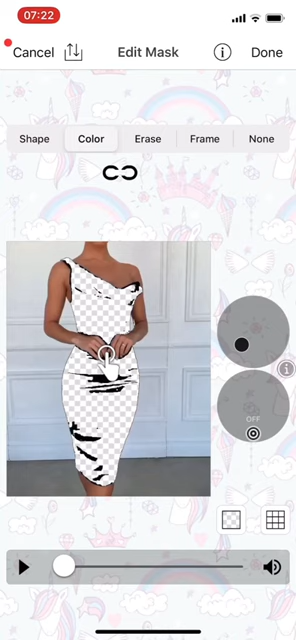 07:22
Cancel
Edit Mask
Done
Shape
Color
Erase
Frame
None
OFF